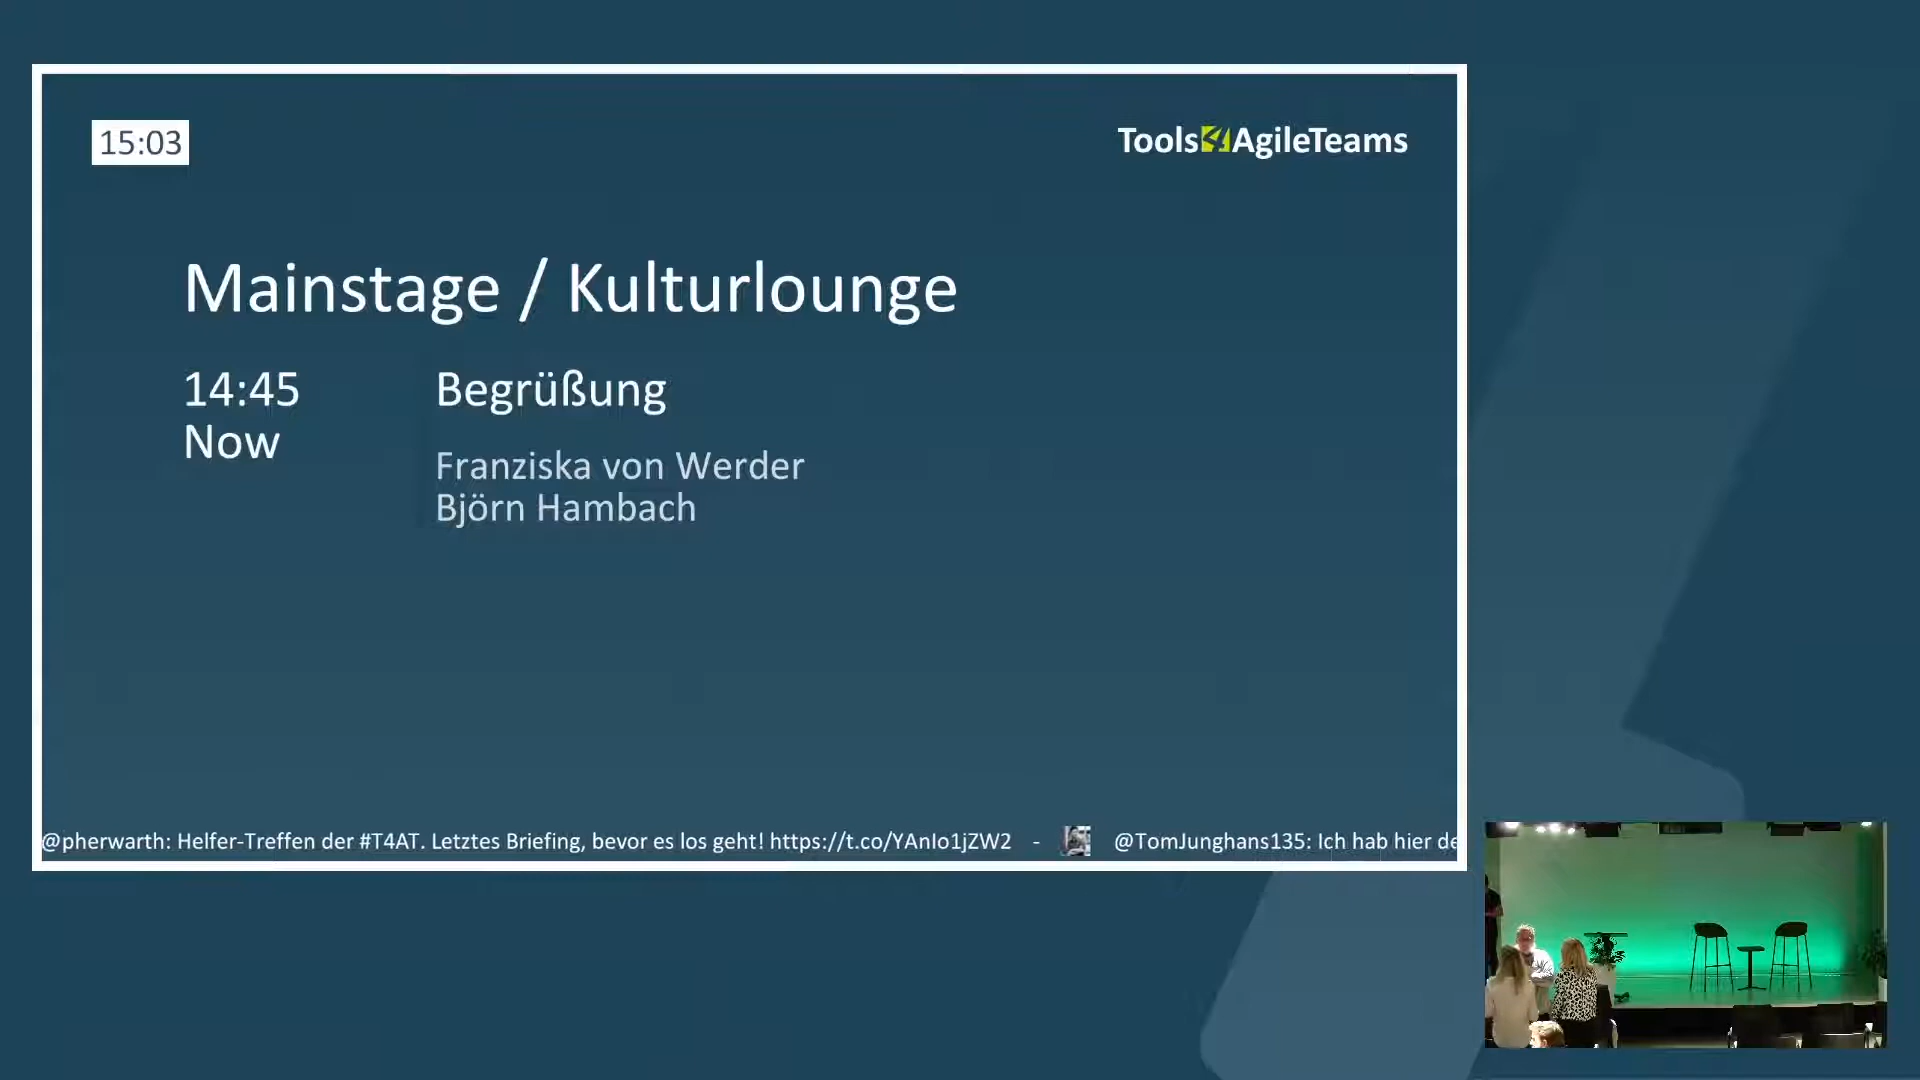 15:03
Tools4AgileTeams
Mainstage / Kulturlounge
14:45
Now
Begrüßung
Franziska von Werder
Björn Hambach
@pherwarth: Helfer-Treffen der #T4AT. Letztes Briefing, bevor es los geht! https://t.co/YAnIo1jZW2 - @TomJunghans135: Ich hab hier de